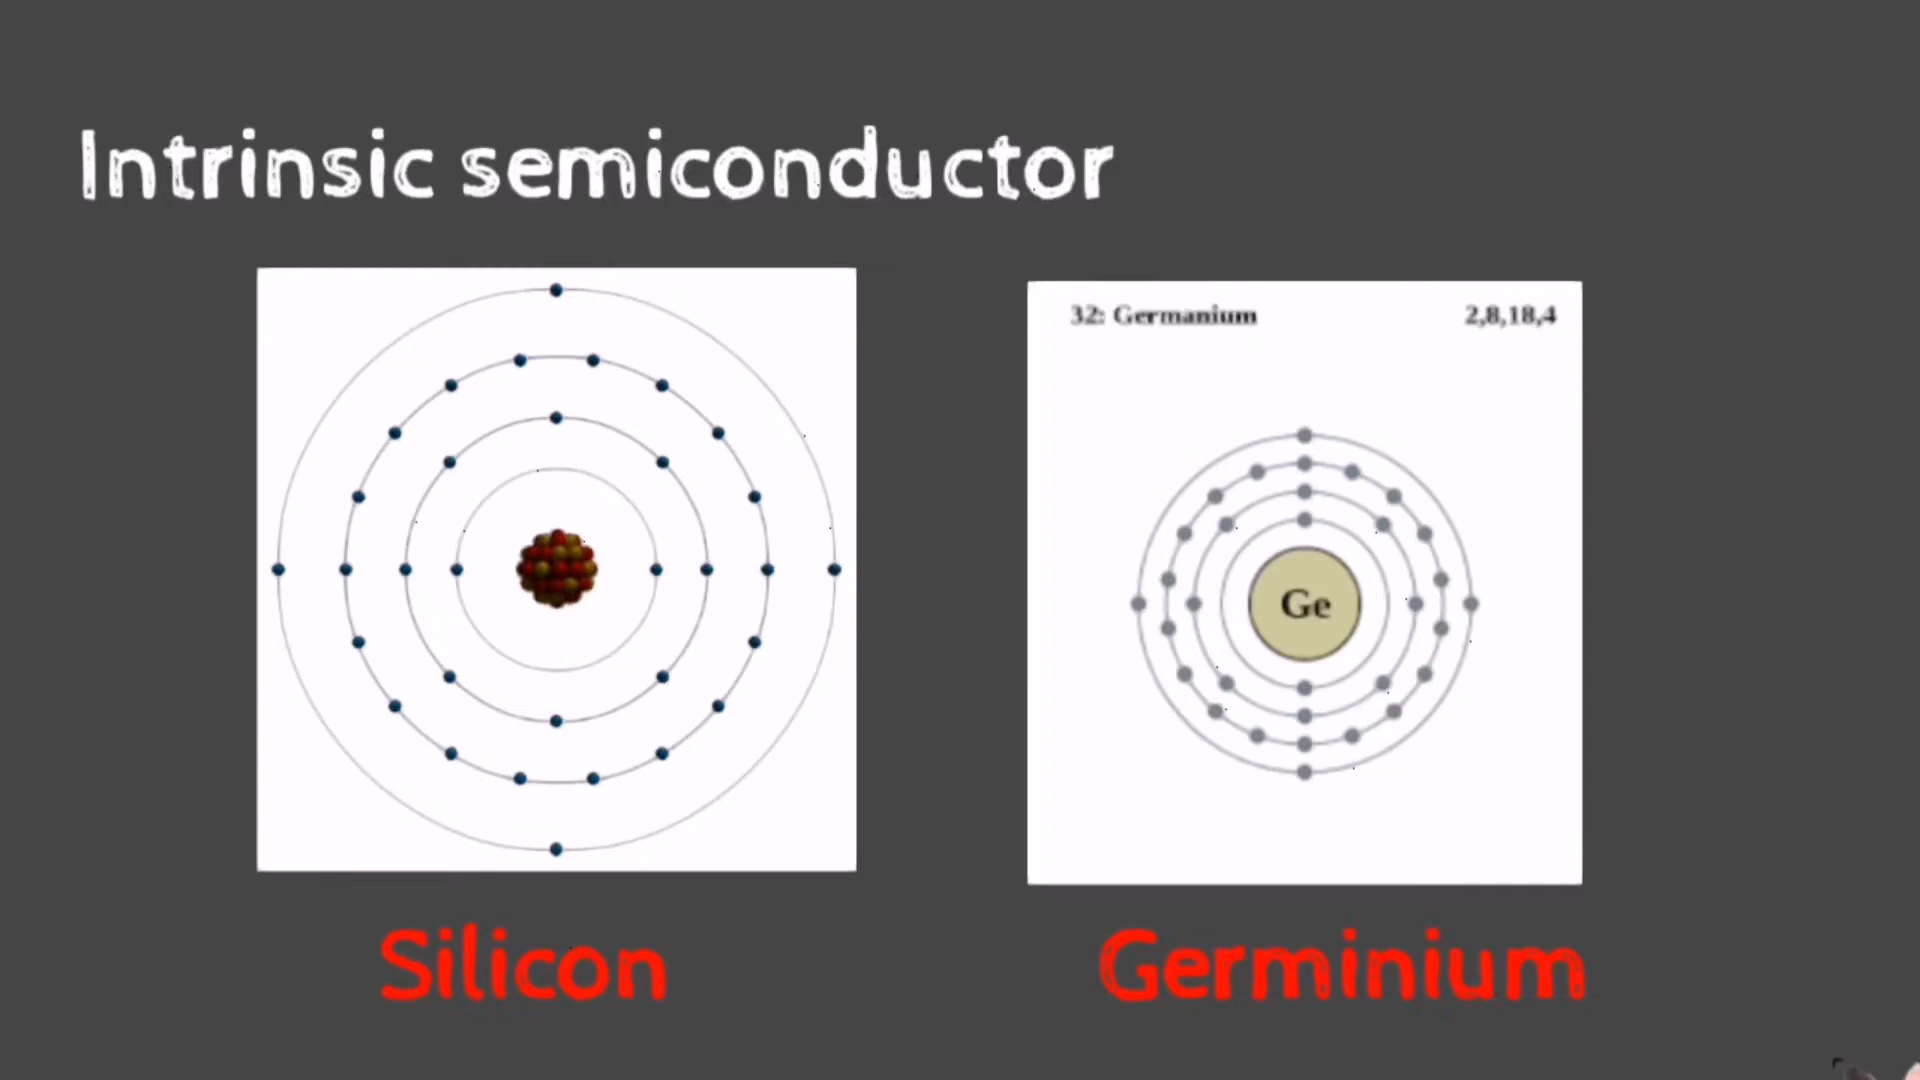 Intrinsic semiconductor
32: Germanium 2,8,18,4
Ge
Silicon
Germinium